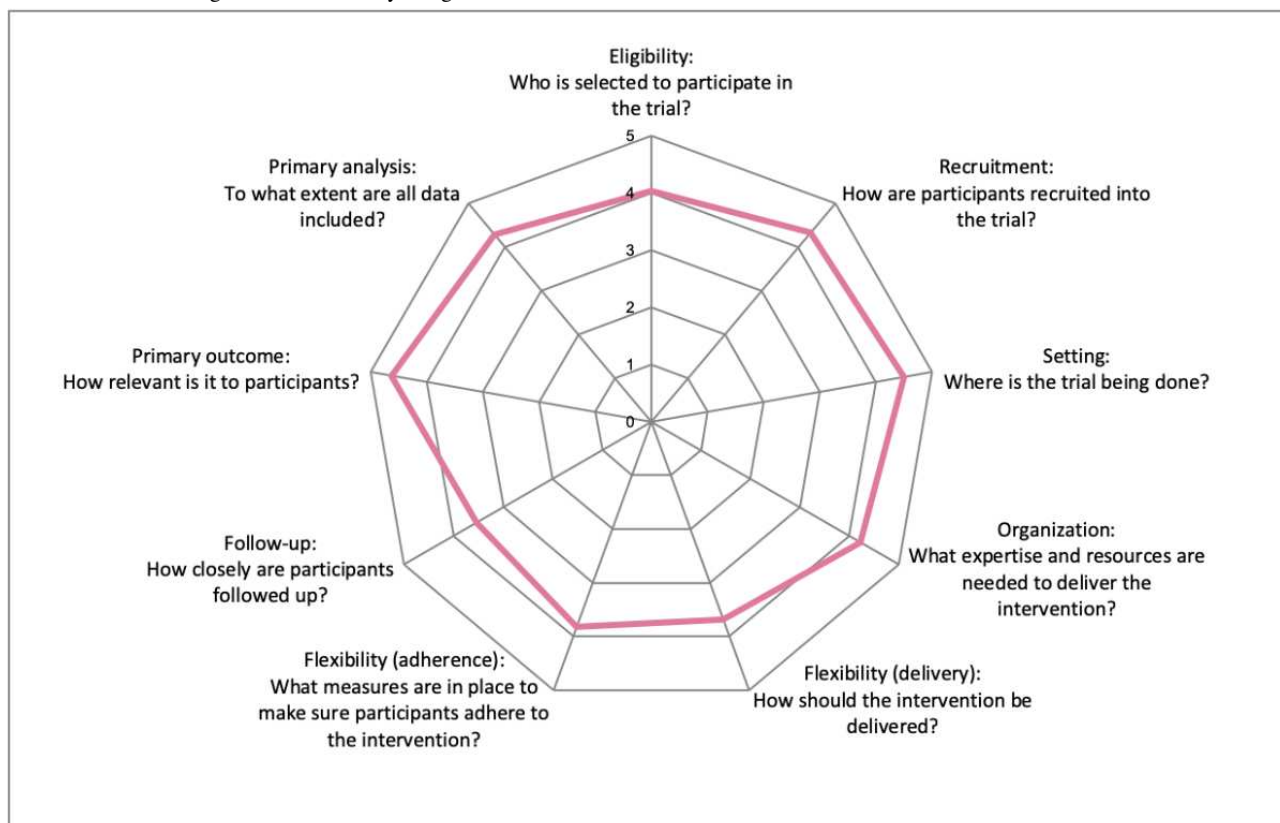 Eligibility:
Who is selected to participate in
the trial?
Primary analysis:
To what extent are all data
included?
Recruitment:
How are participants recruited into
the trial?
5
4
3
2
1
0
Primary outcome:
How relevant is it to participants?
Setting:
Where is the trial being done?
Follow-up:
How closely are participants
followed up?
Organization:
What expertise and resources are
needed to deliver the
intervention?
Flexibility (adherence):
What measures are in place to
make sure participants adhere to
the intervention?
Flexibility (delivery):
How should the intervention be
delivered?